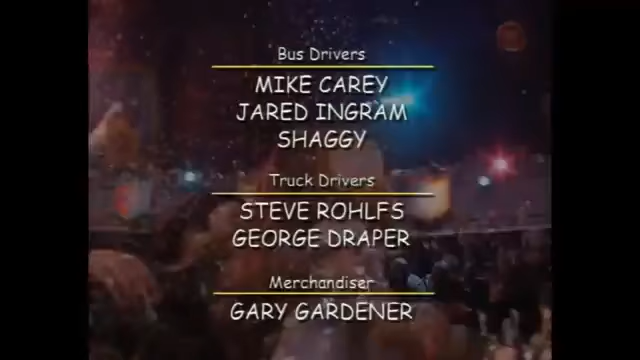 Bus Drivers
MIKE CAREY
JARED INGRAM
SHAGGY
Truck Drivers
STEVE ROHLFS
GEORGE DRAPER
Merchandiser
GARY GARDENER